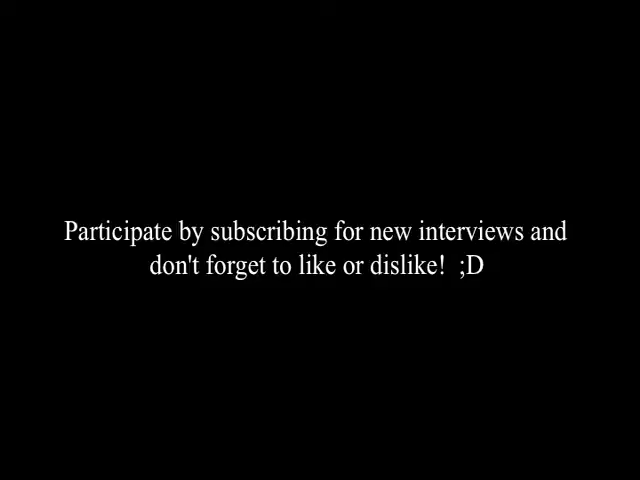 Participate by subscribing for new interviews and
don't forget to like or dislike!  ;D